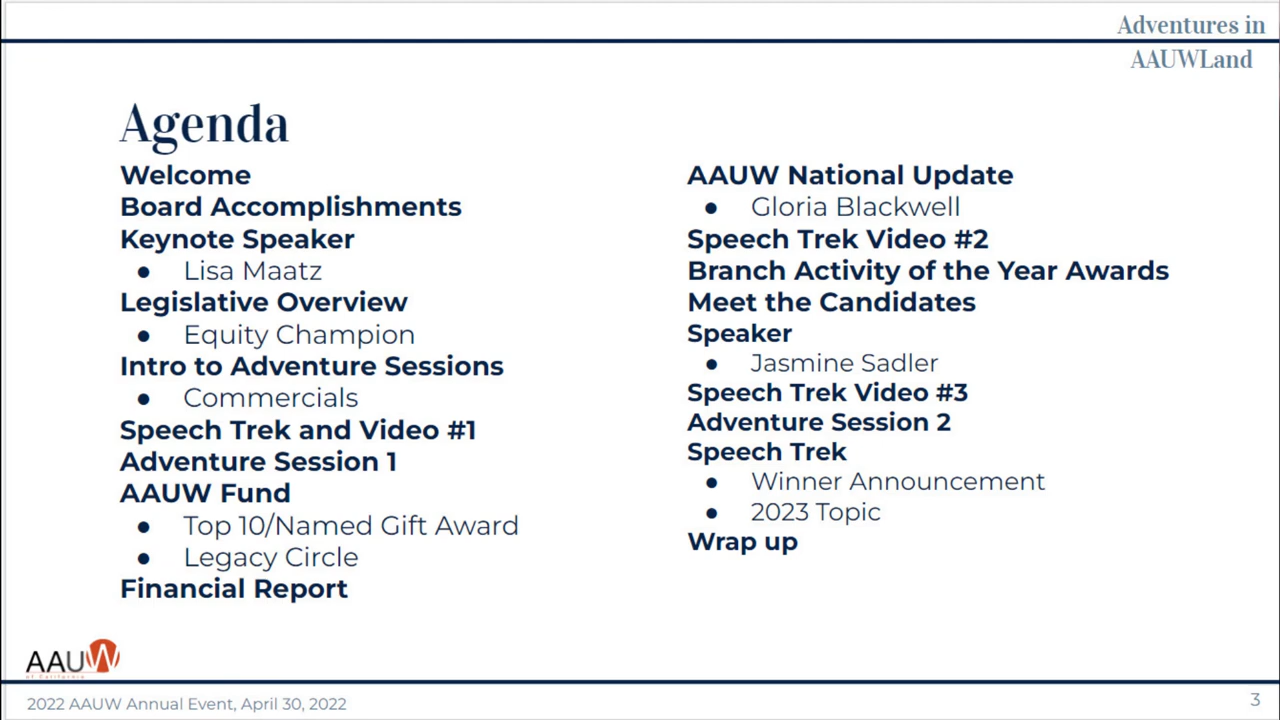 Adventures in
AAUWLand
Agenda
Welcome
Board Accomplishments
Keynote Speaker
● Lisa Maatz
Legislative Overview
● Equity Champion
Intro to Adventure Sessions
● Commercials
Speech Trek and Video #1
Adventure Session 1
AAUW Fund
● Top 10/Named Gift Award
● Legacy Circle
Financial Report
AAUW National Update
● Gloria Blackwell
Speech Trek Video #2
Branch Activity of the Year Awards
Meet the Candidates
Speaker
● Jasmine Sadler
Speech Trek Video #3
Adventure Session 2
Speech Trek
● Winner Announcement
● 2023 Topic
Wrap up
AAUW
of California
2022 AAUW Annual Event, April 30, 2022
3